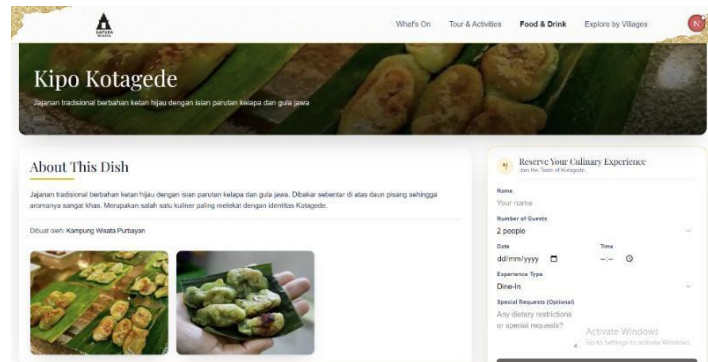 What's On
Tour & Activities
Food & Drink
Explore by Villages
N
Kipo Kotagede
Jajanan tradisional berbahan ketan hijau dengan isian parutan kelapa dan gula jawa
About This Dish
Jajanan tradisional berbahan ketan hijau dengan isian parutan kelapa dan gula jawa. Dibakar sebentar di atas daun pisang sehingga
aromanya sangat khas. Merupakan salah satu kuliner paling melekat dengan identitas Kotagede.
Dibuat oleh: Kampung Wisata Purbayan
Reserve Your Culinary Experience
Join the Taste of Kotagede
Name
Your name
Number of Guests
2 people
Date
Time
dd/mm/yyyy
--:--
Experience Type
Dine-In
Special Requests (Optional)
Any dietary restrictions
or special requests?
Activate Windows
Go to Settings to activate Windows.